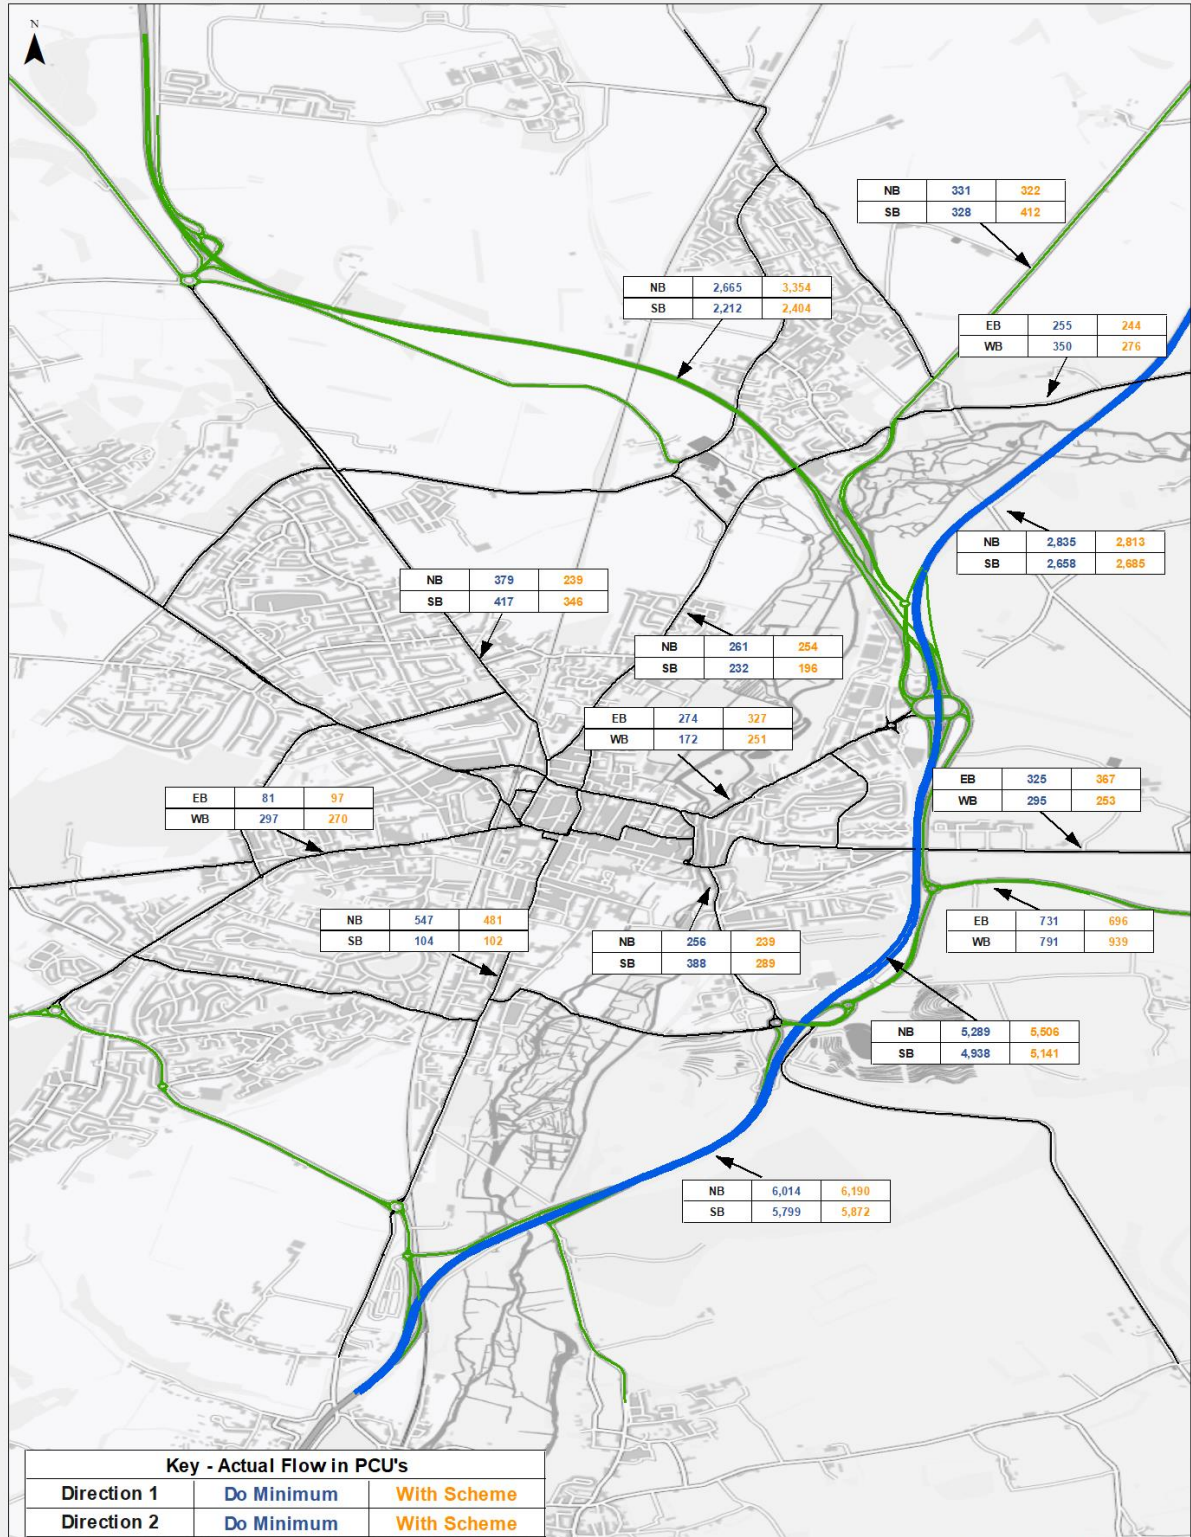 N
NB 331 322
SB 328 412
NB 2,665 3,354
SB 2,212 2,404
EB 255 244
WB 350 276
NB 2,835 2,813
SB 2,658 2,685
NB 379 239
SB 417 346
NB 261 254
SB 232 196
EB 274 327
WB 172 251
EB 325 367
WB 295 253
EB 81 97
WB 297 270
NB 547 481
SB 104 102
NB 256 239
SB 388 289
EB 731 696
WB 791 939
NB 5,289 5,506
SB 4,938 5,141
NB 6,014 6,190
SB 5,799 5,872
Key - Actual Flow in PCU's
Direction 1 Do Minimum With Scheme
Direction 2 Do Minimum With Scheme